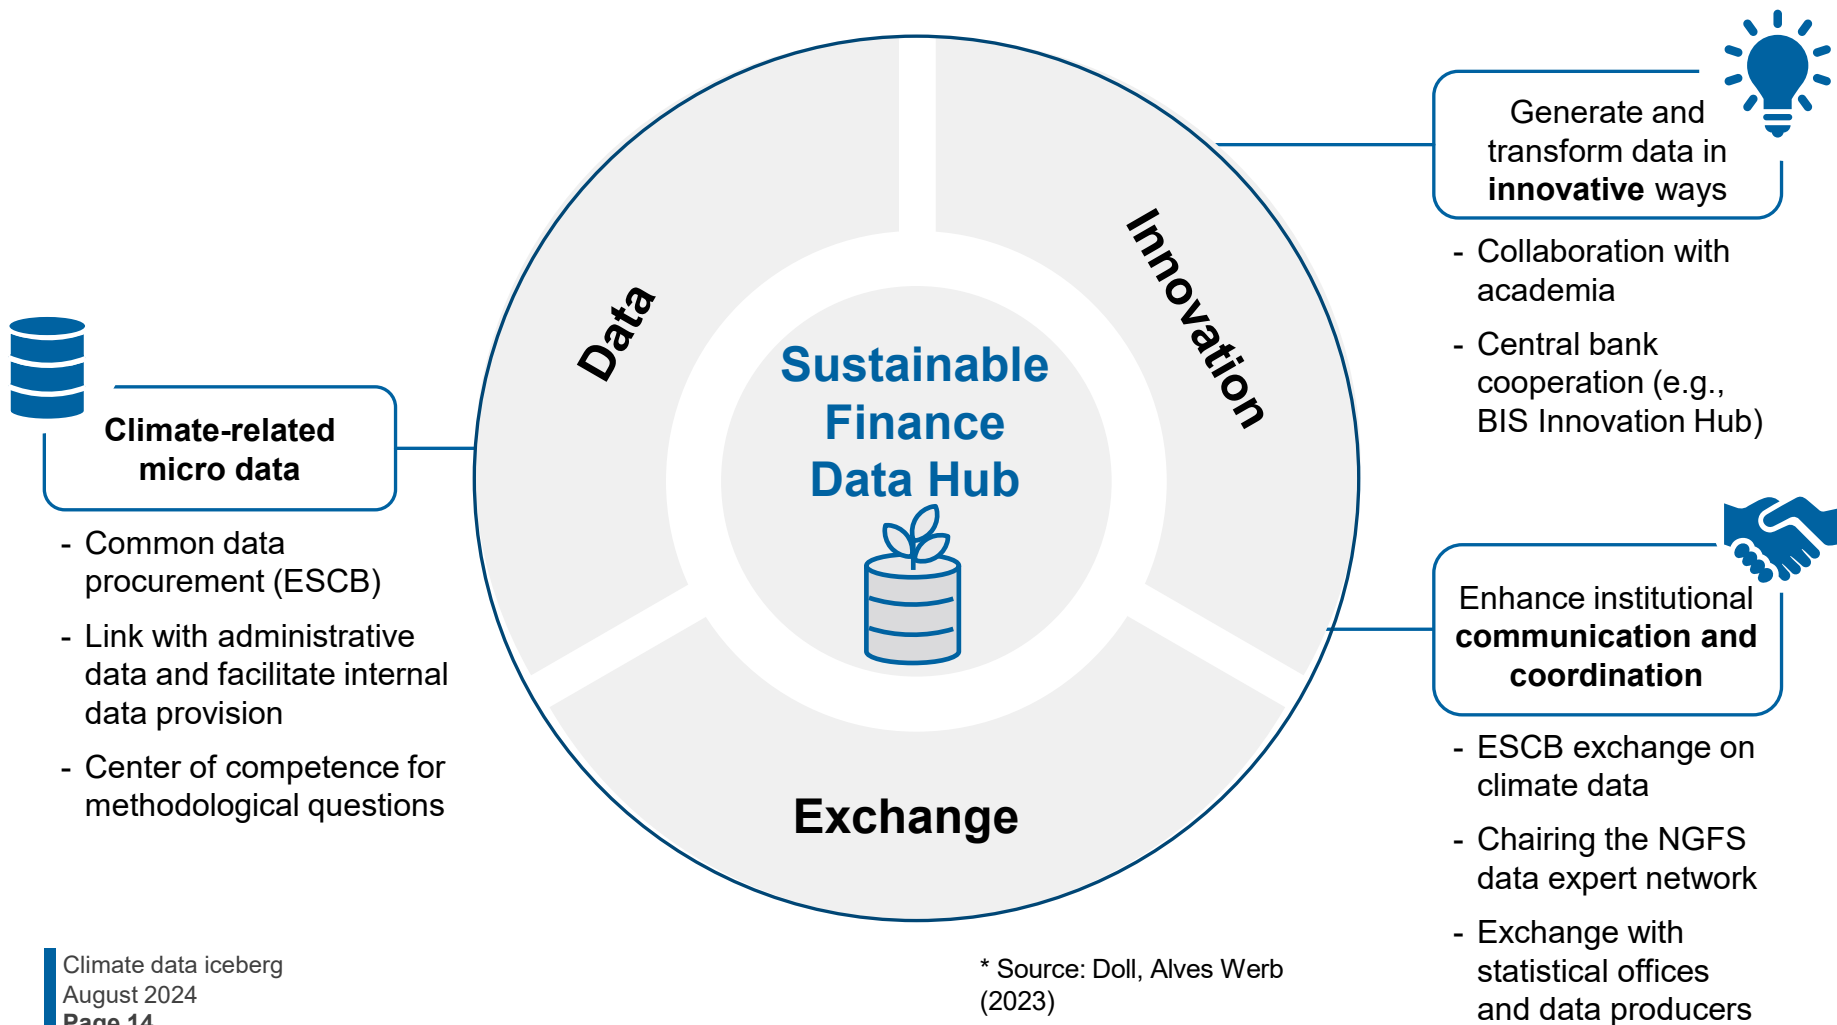 Data
Innovation
Exchange
Sustainable
Finance
Data Hub
Climate-related
micro data
- Common data
procurement (ESCB)
- Link with administrative
data and facilitate internal
data provision
- Center of competence for
methodological questions
Generate and
transform data in
innovative ways
- Collaboration with
academia
- Central bank
cooperation (e.g.,
BIS Innovation Hub)
Enhance institutional
communication and
coordination
- ESCB exchange on
climate data
- Chairing the NGFS
data expert network
- Exchange with
statistical offices
and data producers
* Source: Doll, Alves Werb
(2023)
Climate data iceberg
August 2024
Page 14